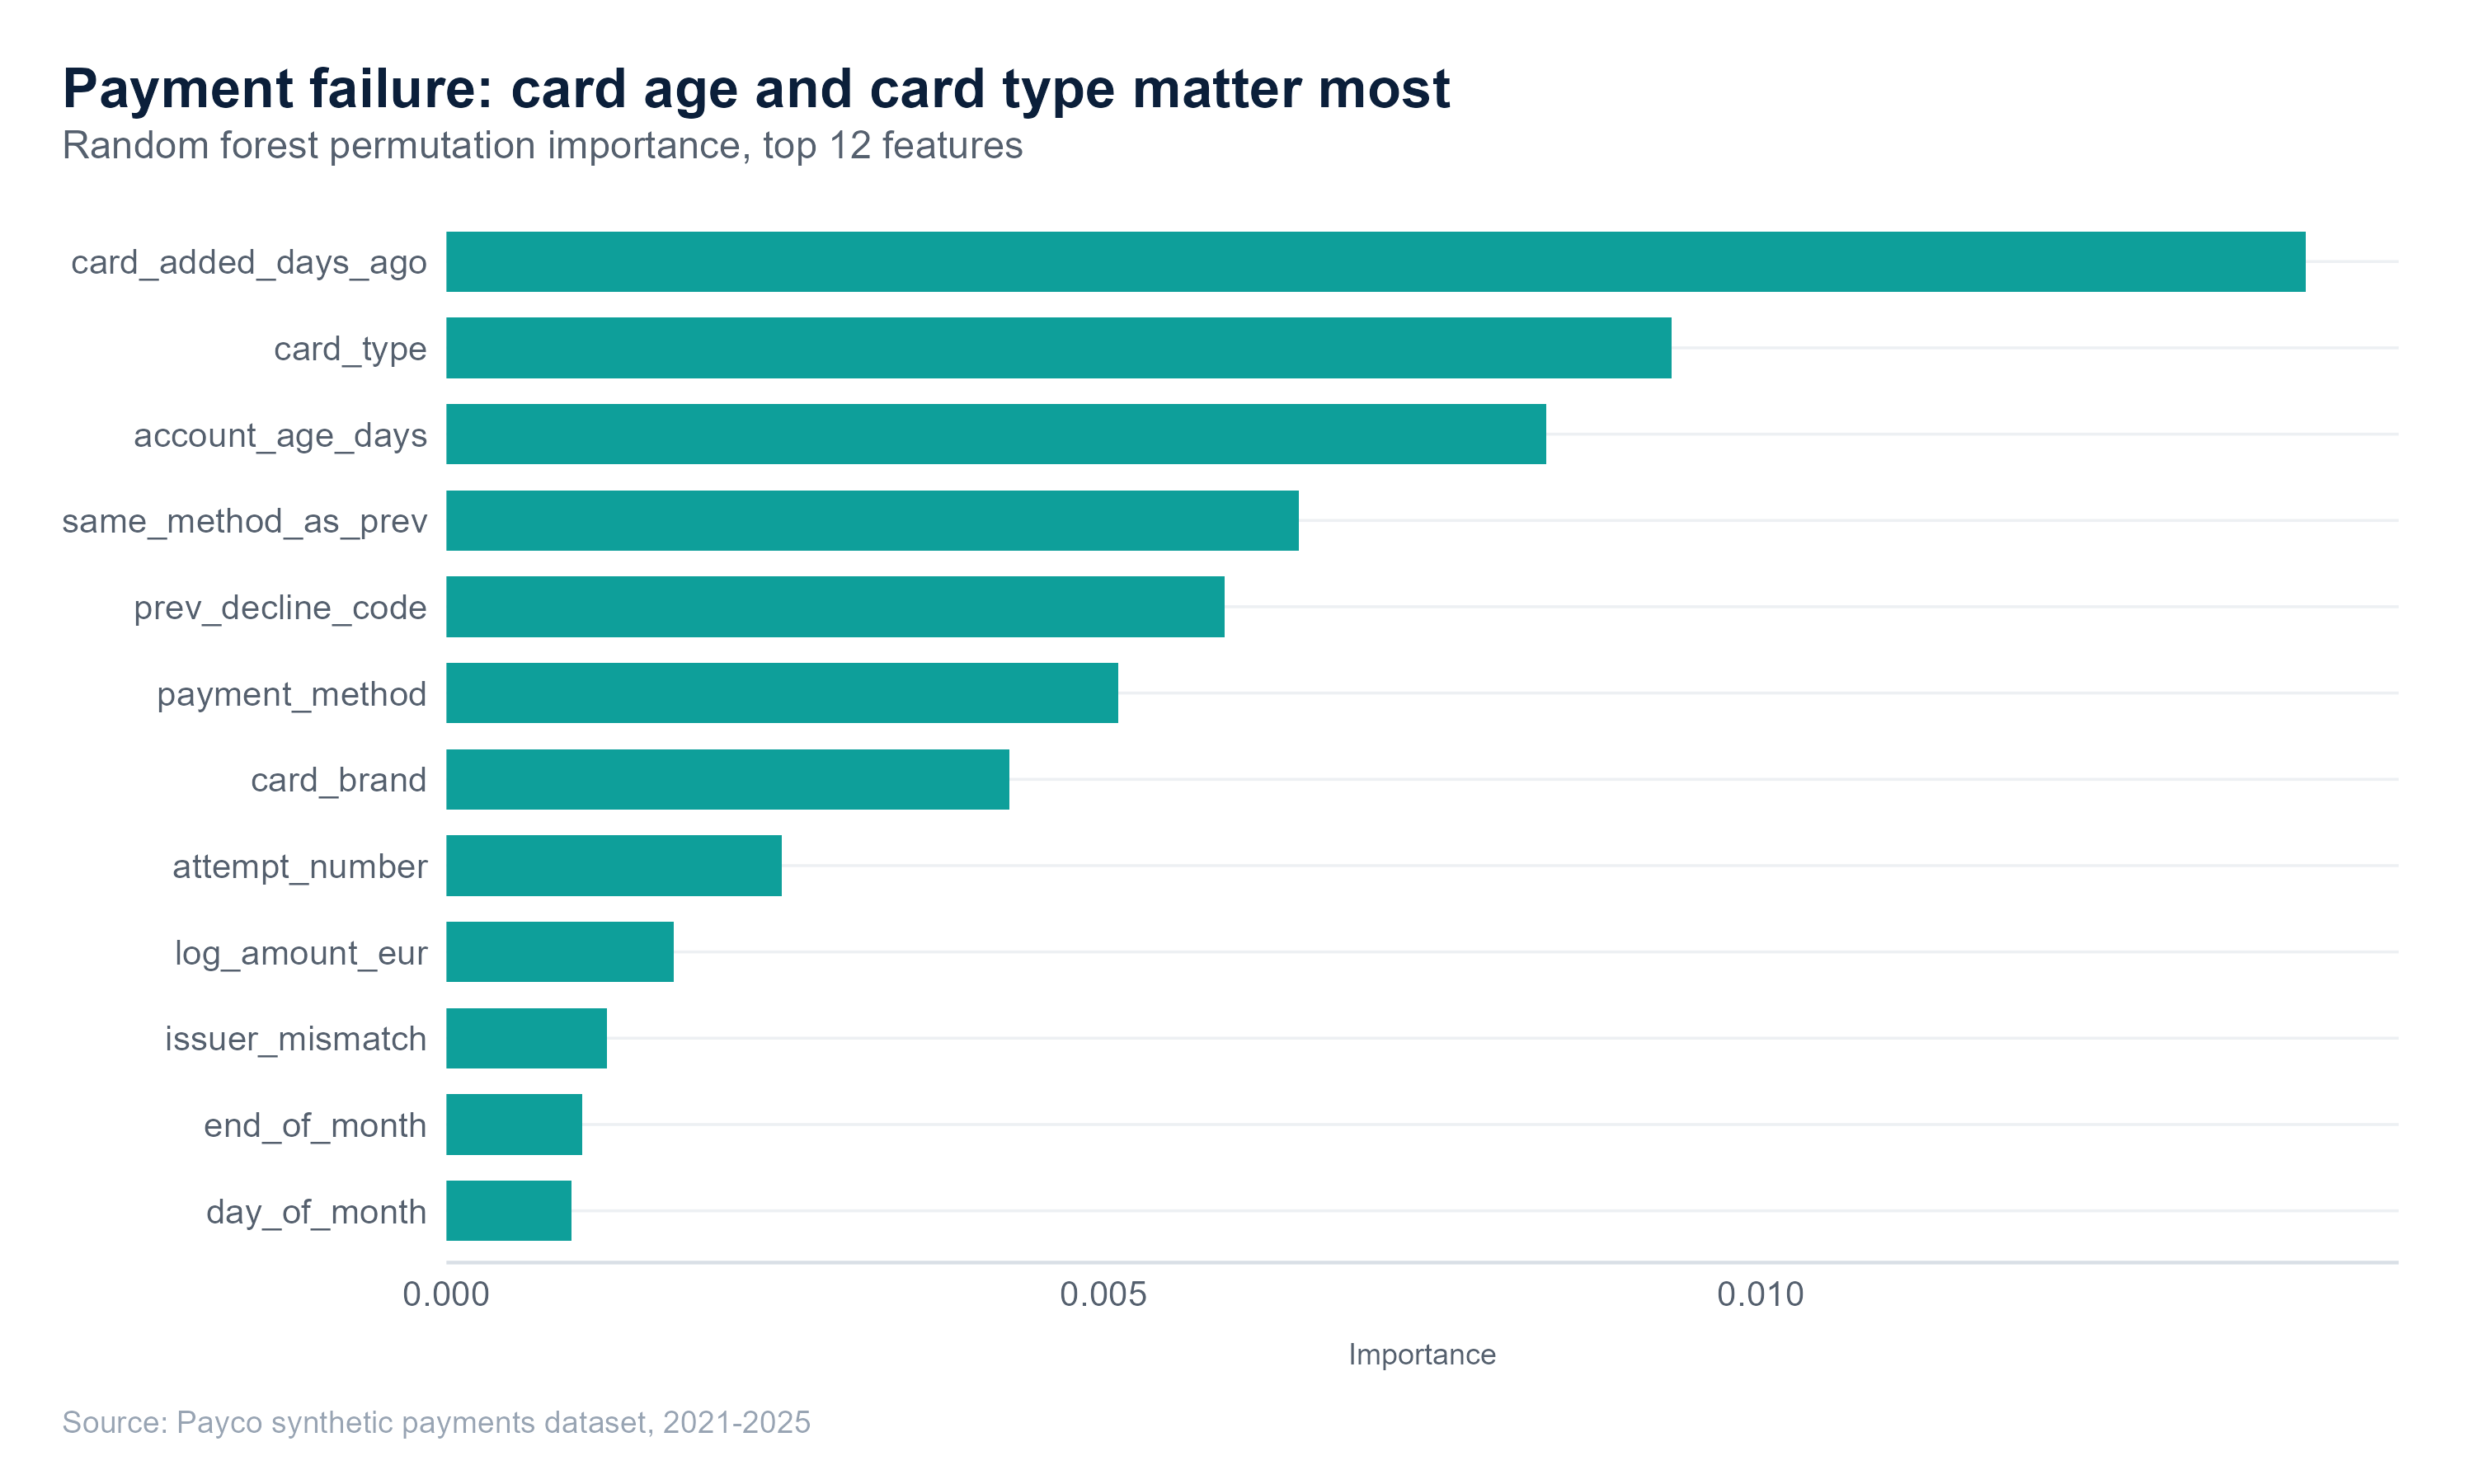 Payment failure: card age and card type matter most
Random forest permutation importance, top 12 features
card_added_days_ago
card_type
account_age_days
same_method_as_prev
prev_decline_code
payment_method
card_brand
attempt_number
log_amount_eur
issuer_mismatch
end_of_month
day_of_month
0.000 0.005 0.010
Importance
Source: Payco synthetic payments dataset, 2021-2025